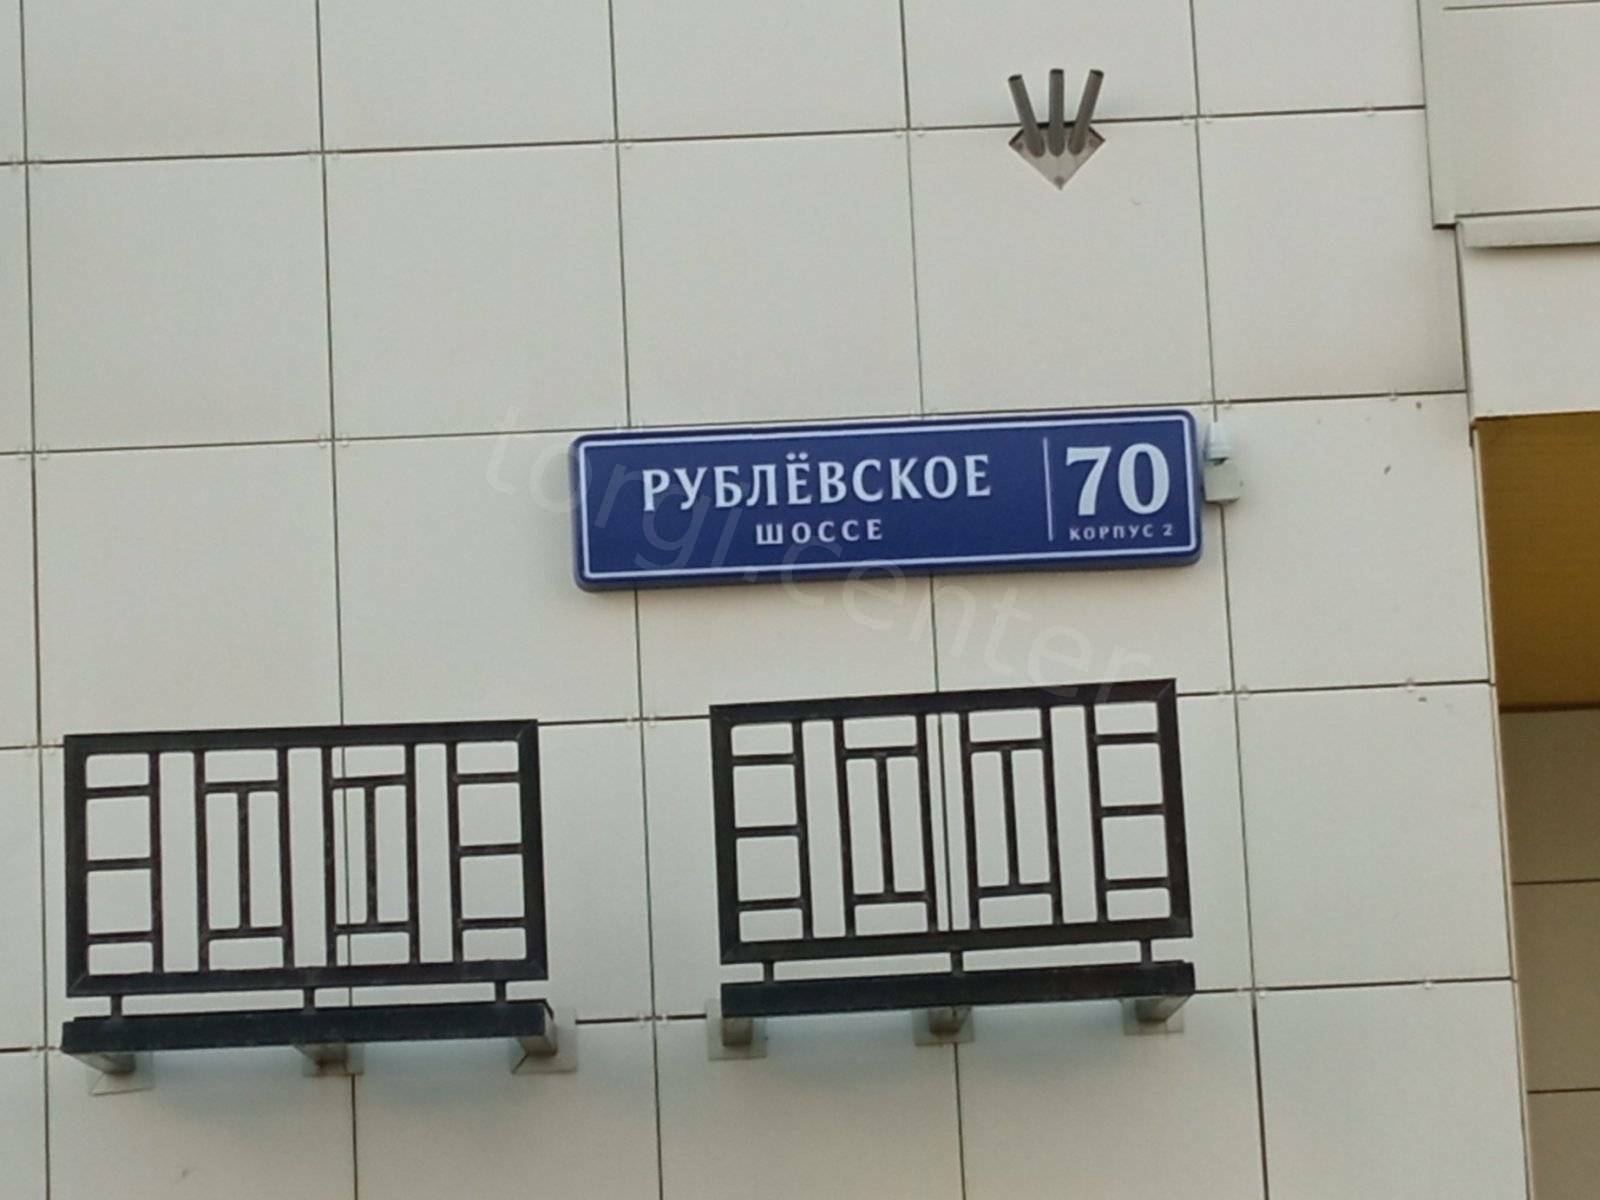 РУБЛЁВСКОЕ
ШОССЕ
70
КОРПУС 2
torgi.center